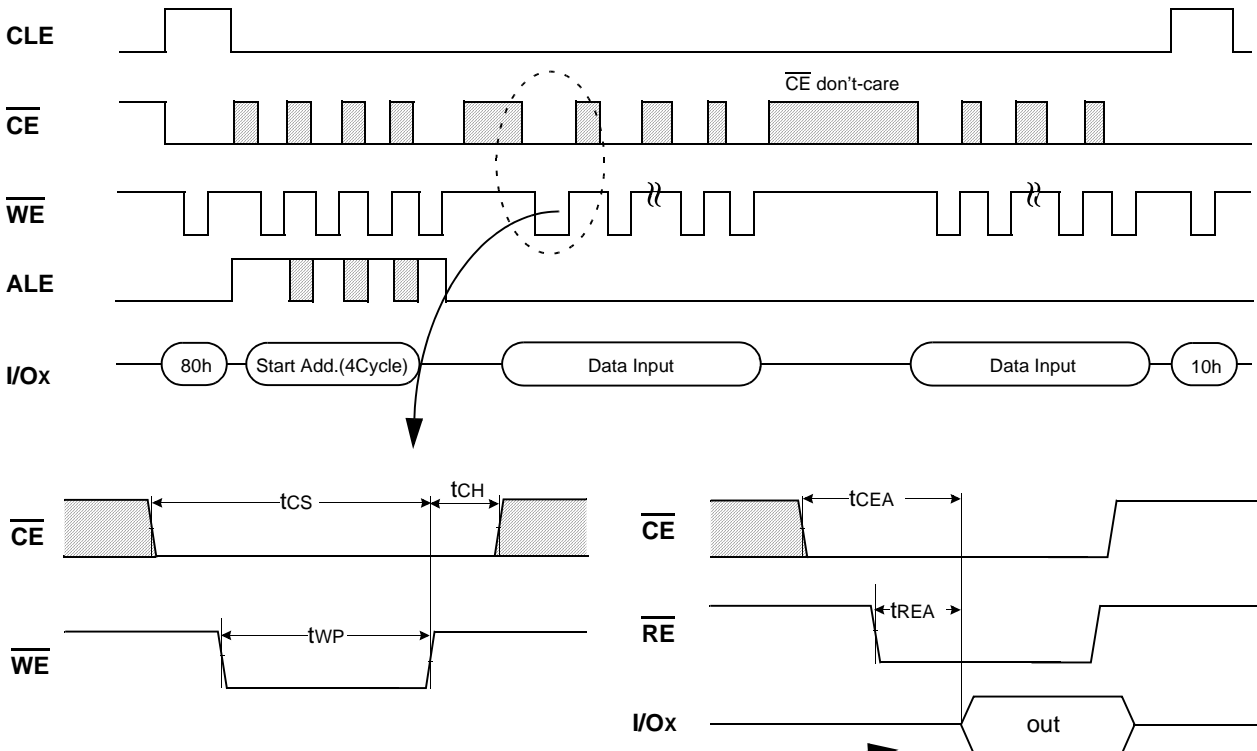 CLE
CE don't-care
CE
WE
ALE
I/Ox 80h Start Add.(4Cycle) Data Input Data Input 10h
tCS tCH
CE
tWP
WE
tCEA
CE
tREA
RE
I/Ox out